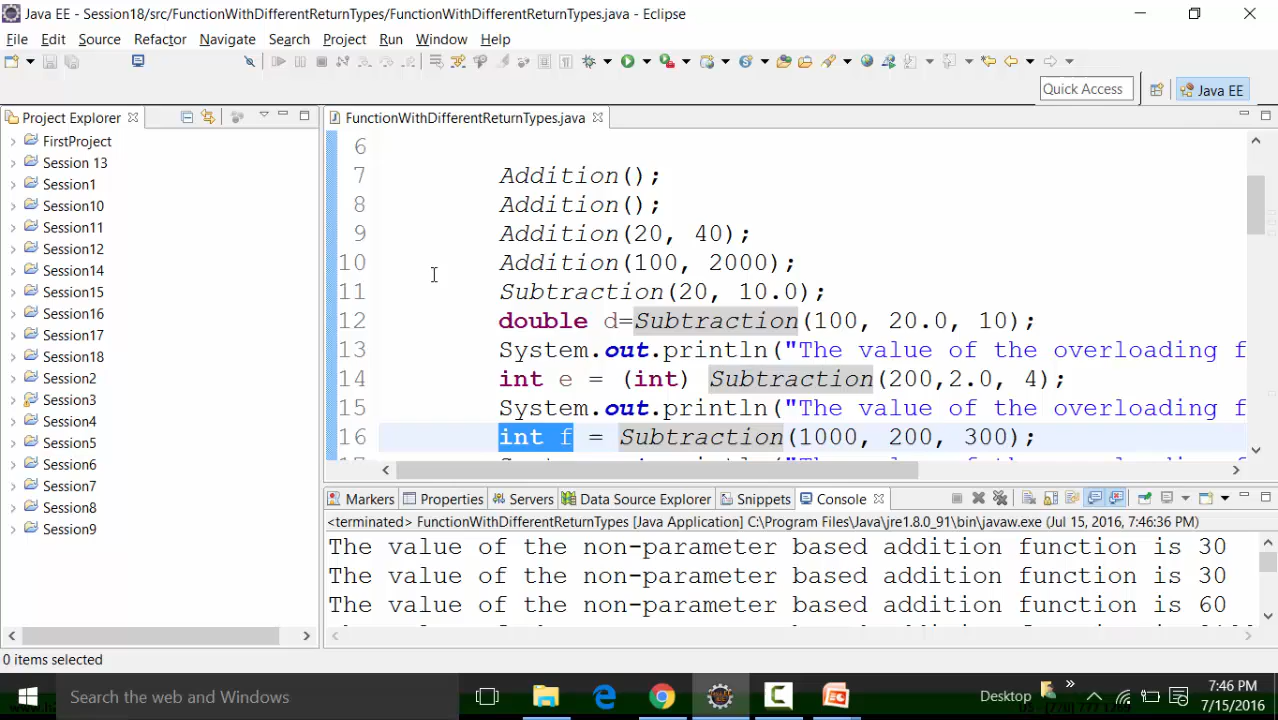 Java EE - Session18/src/FunctionWithDifferentReturnTypes/FunctionWithDifferentReturnTypes.java - Eclipse
File Edit Source Refactor Navigate Search Project Run Window Help
Quick Access
Java EE
Project Explorer
FirstProject
Session 13
Session1
Session10
Session11
Session12
Session14
Session15
Session16
Session17
Session18
Session2
Session3
Session4
Session5
Session6
Session7
Session8
Session9
FunctionWithDifferentReturnTypes.java
6
7 Addition();
8 Addition();
9 Addition(20, 40);
10 Addition(100, 2000);
11 Subtraction(20, 10.0);
12 double d=Subtraction(100, 20.0, 10);
13 System.out.println("The value of the overloading f
14 int e = (int) Subtraction(200,2.0, 4);
15 System.out.println("The value of the overloading f
16 int f = Subtraction(1000, 200, 300);
Markers Properties Servers Data Source Explorer Snippets Console
<terminated> FunctionWithDifferentReturnTypes [Java Application] C:\Program Files\Java\jre1.8.0_91\bin\javaw.exe (Jul 15, 2016, 7:46:36 PM)
The value of the non-parameter based addition function is 30
The value of the non-parameter based addition function is 30
The value of the non-parameter based addition function is 60
0 items selected
Search the web and Windows
Desktop
7:46 PM
7/15/2016